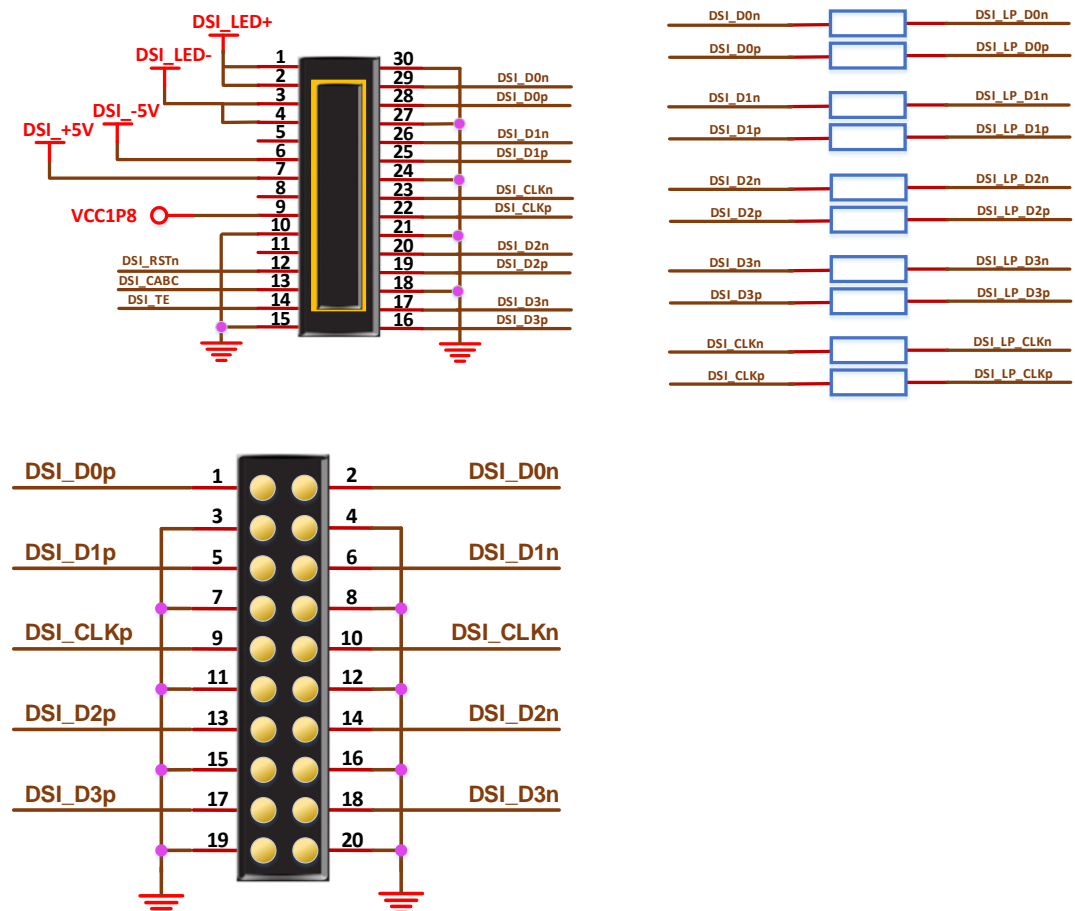 DSI_LED+
DSI_LED-
DSI_-5V
DSI_+5V
VCC1P8
DSI_RSTn
DSI_CABC
DSI_TE
1
2
3
4
5
6
7
8
9
10
11
12
13
14
15
30
29
28
27
26
25
24
23
22
21
20
19
18
17
16
DSI_D0n
DSI_D0p
DSI_D1n
DSI_D1p
DSI_CLKn
DSI_CLKp
DSI_D2n
DSI_D2p
DSI_D3n
DSI_D3p
DSI_D0n DSI_LP_D0n
DSI_D0p DSI_LP_D0p
DSI_D1n DSI_LP_D1n
DSI_D1p DSI_LP_D1p
DSI_D2n DSI_LP_D2n
DSI_D2p DSI_LP_D2p
DSI_D3n DSI_LP_D3n
DSI_D3p DSI_LP_D3p
DSI_CLKn DSI_LP_CLKn
DSI_CLKp DSI_LP_CLKp
DSI_D0p 1 2 DSI_D0n
3 4
DSI_D1p 5 6 DSI_D1n
7 8
DSI_CLKp 9 10 DSI_CLKn
11 12
DSI_D2p 13 14 DSI_D2n
15 16
DSI_D3p 17 18 DSI_D3n
19 20